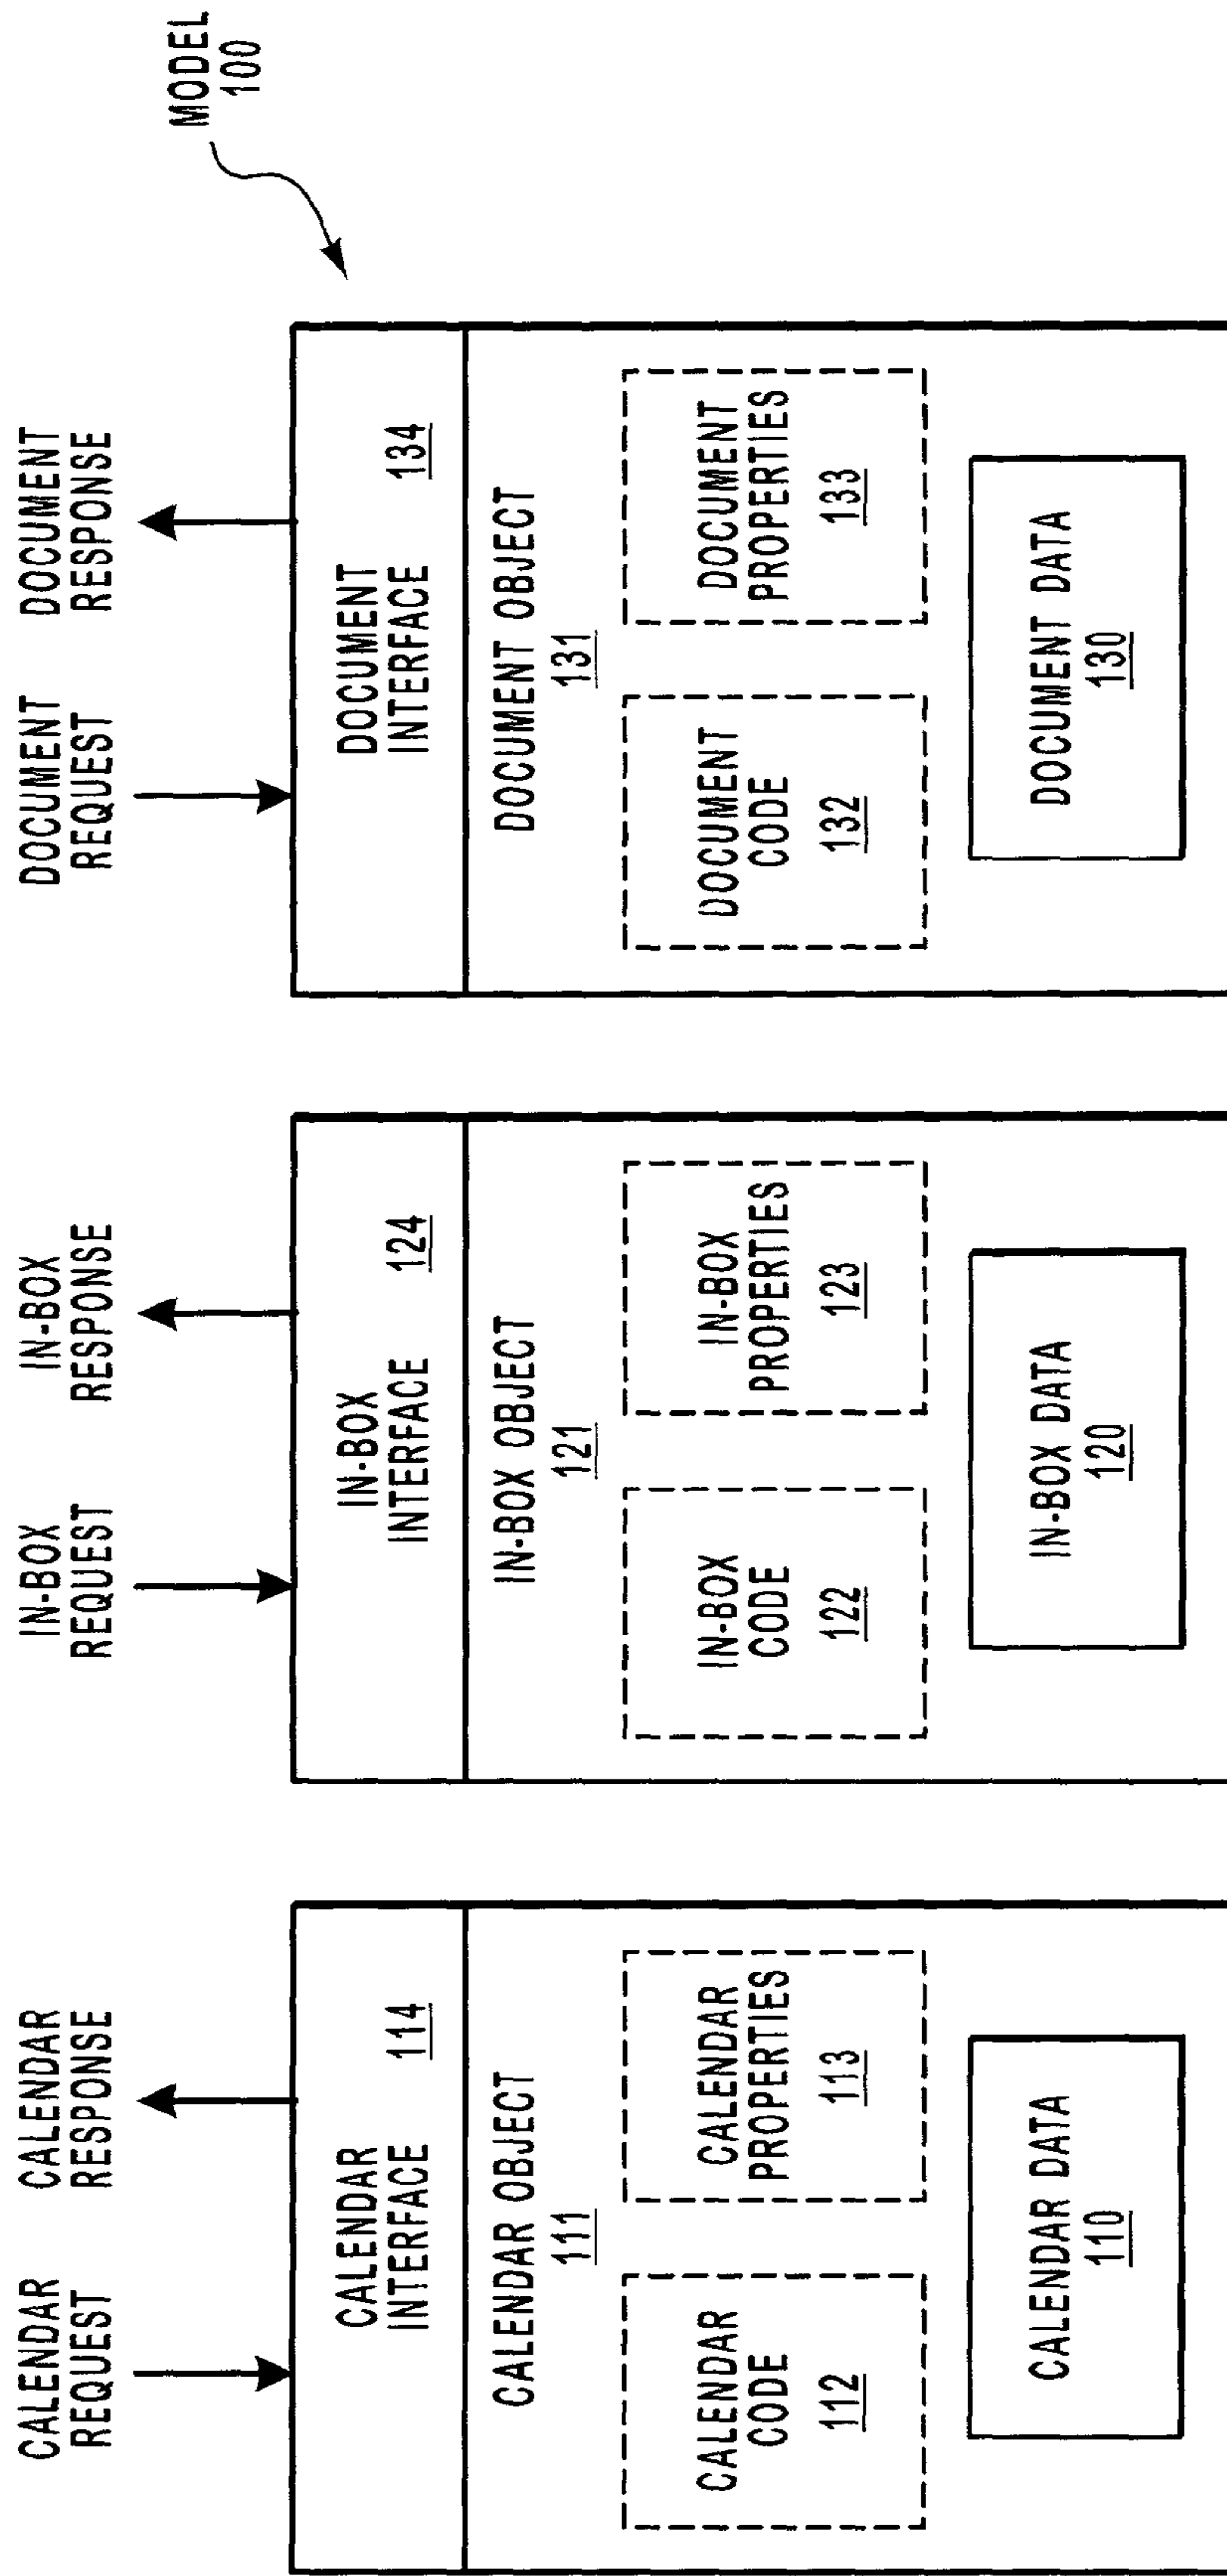 MODEL
100
CALENDAR
REQUEST
CALENDAR
RESPONSE
CALENDAR
INTERFACE
114
CALENDAR OBJECT
111
CALENDAR
CODE
112
CALENDAR
PROPERTIES
113
CALENDAR DATA
110
IN-BOX
REQUEST
IN-BOX
RESPONSE
IN-BOX
INTERFACE
124
IN-BOX OBJECT
121
IN-BOX
CODE
122
IN-BOX
PROPERTIES
123
IN-BOX DATA
120
DOCUMENT
REQUEST
DOCUMENT
RESPONSE
DOCUMENT
INTERFACE
134
DOCUMENT OBJECT
131
DOCUMENT
CODE
132
DOCUMENT
PROPERTIES
133
DOCUMENT DATA
130